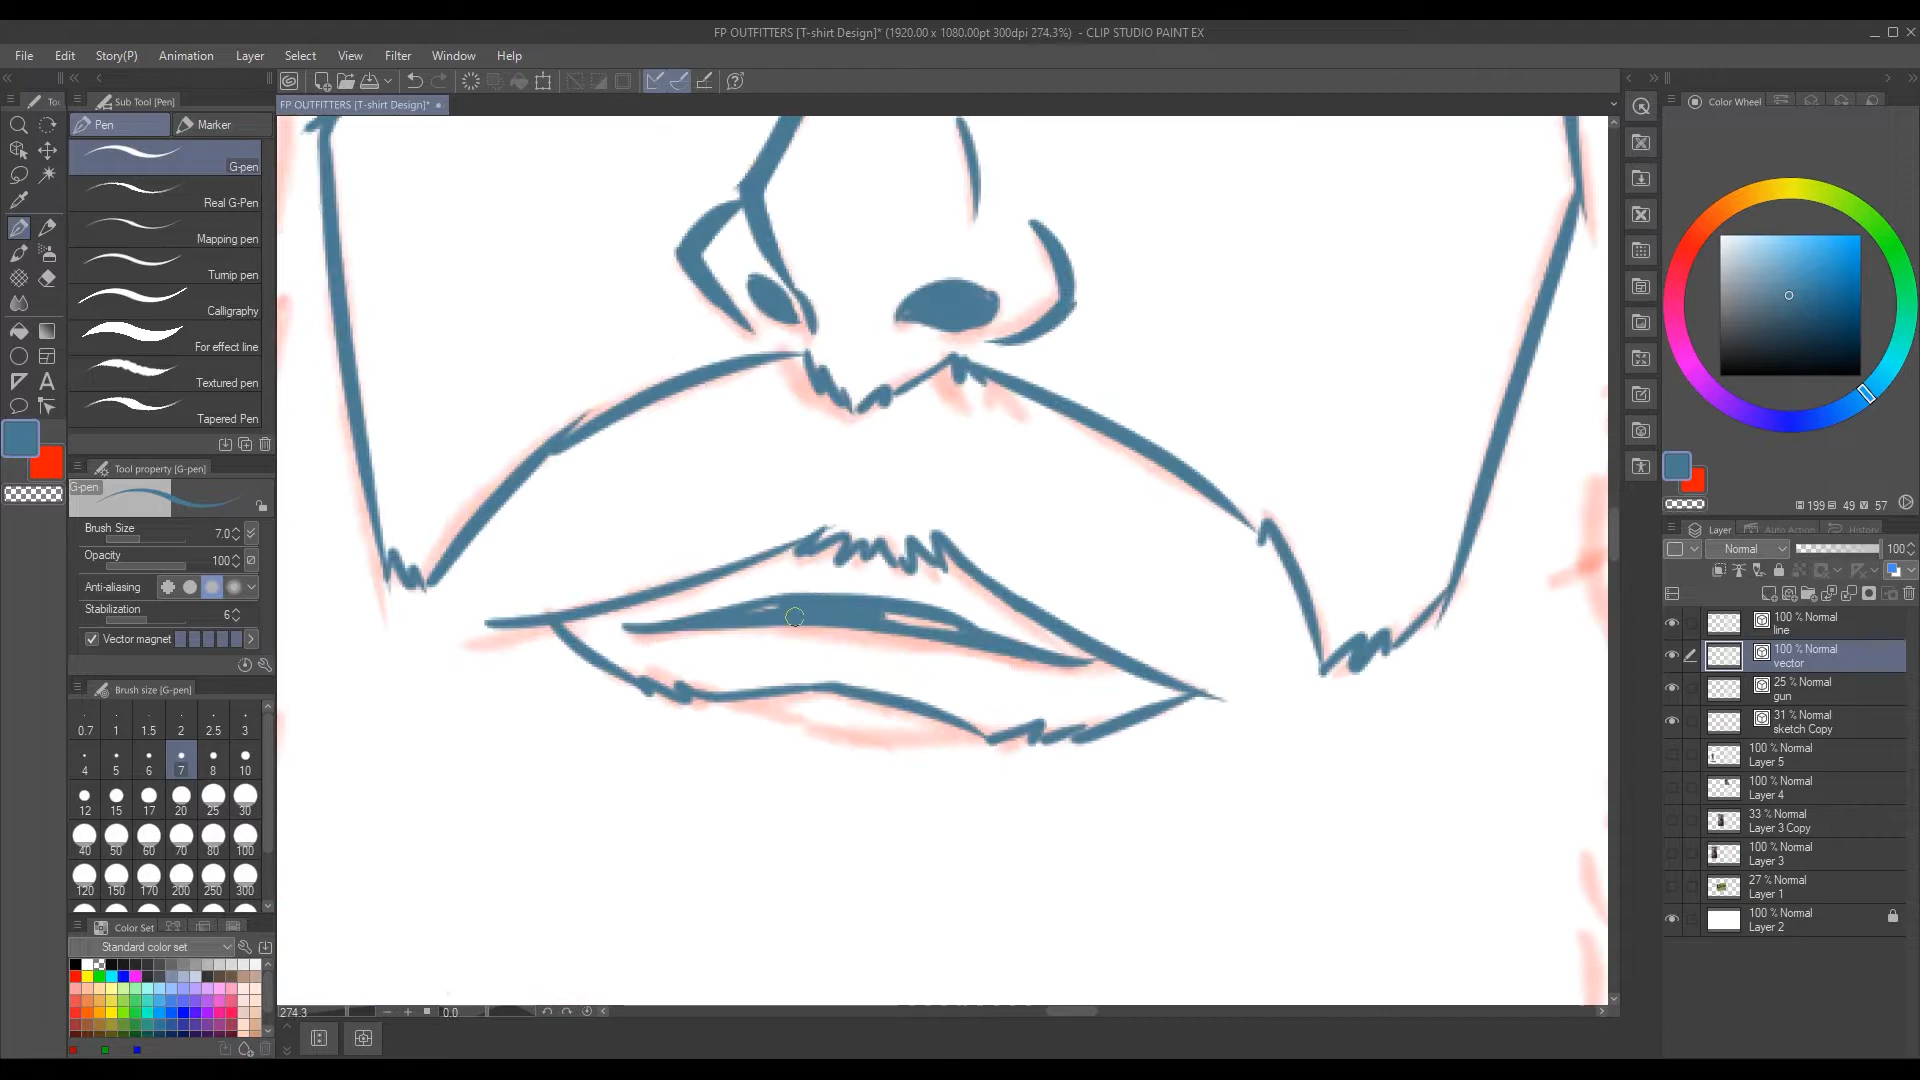 FP OUTFITTERS [T-shirt Design]* (1920.00 x 1080.00pt 300dpi 274.3%) - CLIP STUDIO PAINT EX
File Edit Story(P) Animation Layer Select View Filter Window Help
Sub Tool [Pen]
FP OUTFITTERS [T-shirt Design]*
Color Wheel
Pen Marker
G-pen
Real G-Pen
Mapping pen
Turnip pen
Calligraphy
For effect line
Textured pen
Tapered Pen
Tool property [G-pen]
G-pen
Brush Size 7.0
Opacity 100
Anti-aliasing
Stabilization 6
Vector magnet
Brush size [G-pen]
0.7 1 1.5 2 2.5 3
4 5 6 7 8 10
12 15 17 20 25 30
40 50 60 70 80 100
120 150 170 200 250 300
Color Set
Standard color set
274.3 0.0
199 49 57
Layer Auto Action History
Normal 100
100 % Normal
line
100 % Normal
vector
25 % Normal
gun
31 % Normal
sketch Copy
100 % Normal
Layer 5
100 % Normal
Layer 4
33 % Normal
Layer 3 Copy
100 % Normal
Layer 3
27 % Normal
Layer 1
100 % Normal
Layer 2